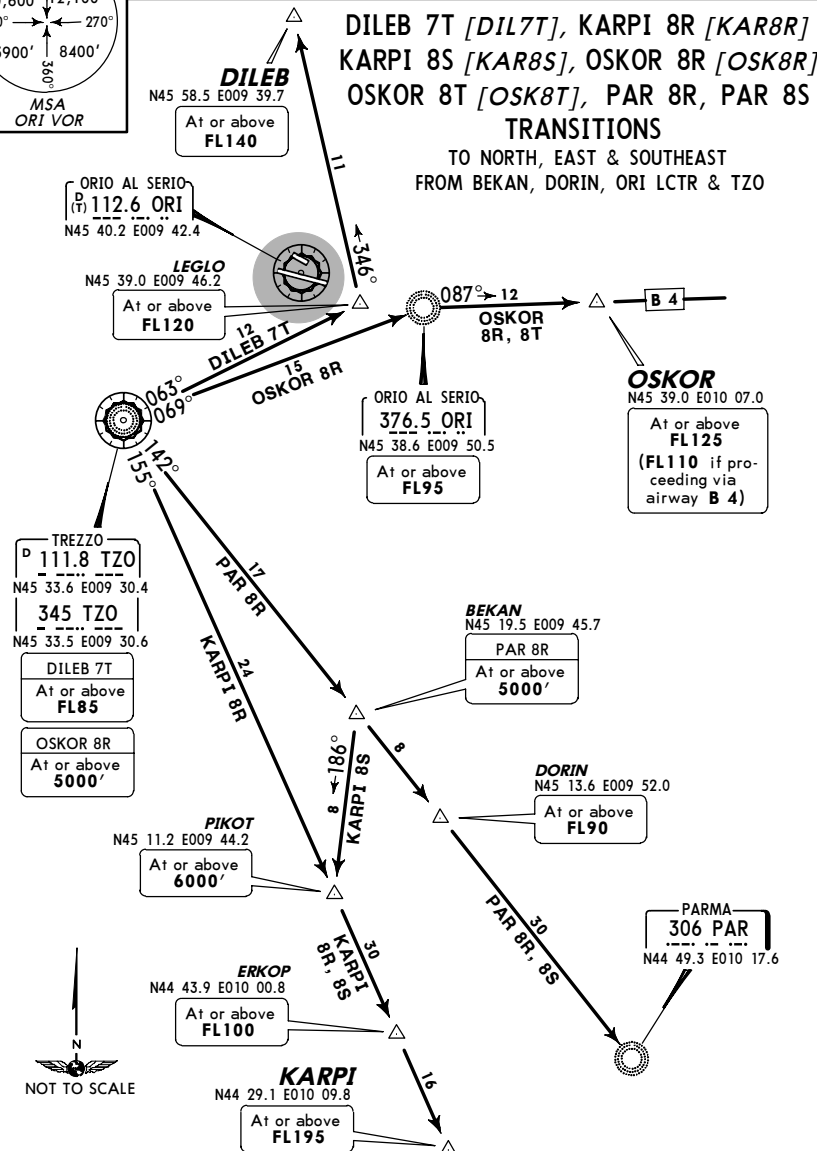 12,100
270°
900'
8400'
360°
MSA
ORI VOR
DILEB 7T [DIL7T], KARPI 8R [KAR8R]
KARPI 8S [KAR8S], OSKOR 8R [OSK8R]
OSKOR 8T [OSK8T], PAR 8R, PAR 8S
TRANSITIONS
TO NORTH, EAST & SOUTHEAST
FROM BEKAN, DORIN, ORI LCTR & TZO
DILEB
N45 58.5 E009 39.7
At or above
FL140
11
346°
ORIO AL SERIO
D
(T) 112.6 ORI
N45 40.2 E009 42.4
LEGLO
N45 39.0 E009 46.2
At or above
FL120
12
DILEB 7T
15
OSKOR 8R
063°
069°
087° 12
OSKOR
8R, 8T
B 4
OSKOR
N45 39.0 E010 07.0
At or above
FL125
(FL110 if pro-
ceeding via
airway B 4)
ORIO AL SERIO
376.5 ORI
N45 38.6 E009 50.5
At or above
FL95
142°
155°
TREZZO
D 111.8 TZO
N45 33.6 E009 30.4
345 TZO
N45 33.5 E009 30.6
DILEB 7T
At or above
FL85
OSKOR 8R
At or above
5000'
17
PAR 8R
24
KARPI 8R
BEKAN
N45 19.5 E009 45.7
PAR 8R
At or above
5000'
186°
8
KARPI 8S
8
DORIN
N45 13.6 E009 52.0
At or above
FL90
PIKOT
N45 11.2 E009 44.2
At or above
6000'
30
KARPI
8R, 8S
30
PAR 8R, 8S
PARMA
306 PAR
N44 49.3 E010 17.6
ERKOP
N44 43.9 E010 00.8
At or above
FL100
16
KARPI
N44 29.1 E010 09.8
At or above
FL195
N
NOT TO SCALE